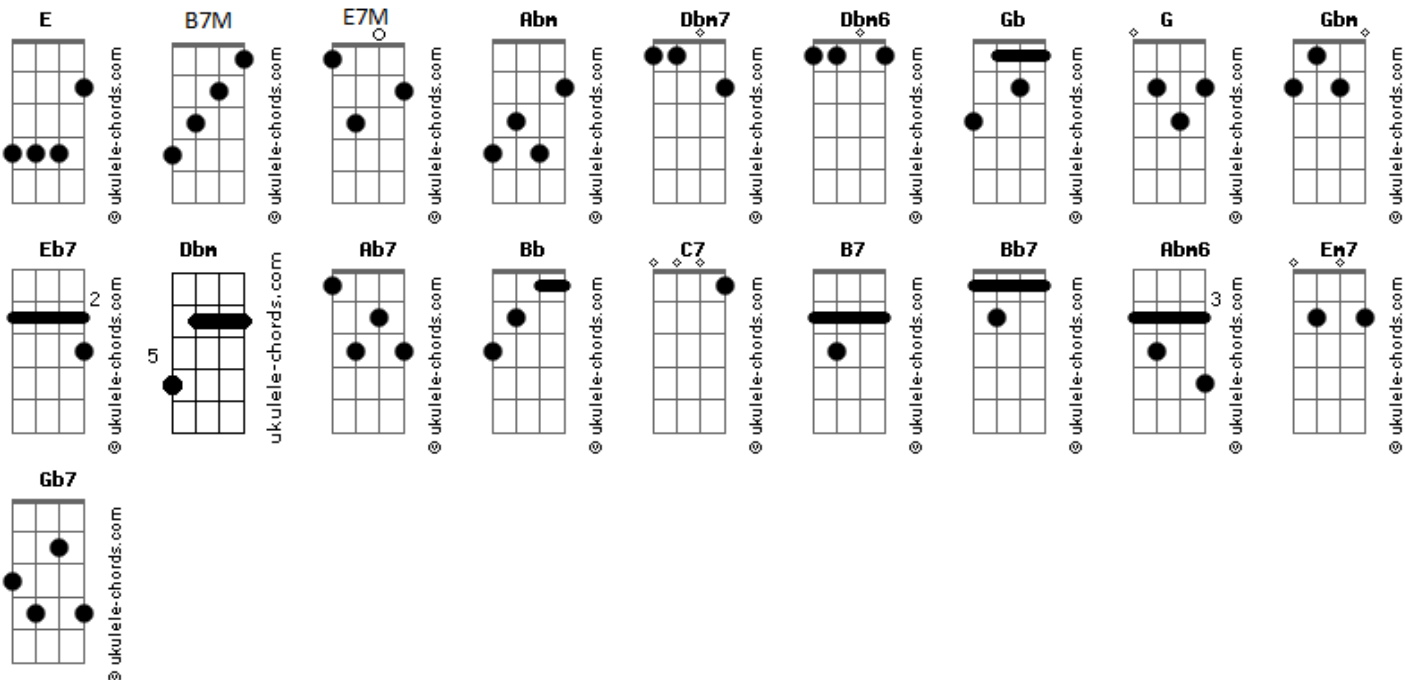 E B7M E7M Abm Dbm7 Dbm6 Gb G Gbm
© ukulele-chords.com © ukulele-chords.com © ukulele-chords.com © ukulele-chords.com © ukulele-chords.com © ukulele-chords.com © ukulele-chords.com © ukulele-chords.com © ukulele-chords.com
Eb7 Dbm Ab7 Bb C7 B7 Bb7 Abm6 Em7
2 © ukulele-chords.com 5 ukulele-chords.com © ukulele-chords.com © ukulele-chords.com © ukulele-chords.com © ukulele-chords.com © ukulele-chords.com 3 © ukulele-chords.com © ukulele-chords.com
Gb7
© ukulele-chords.com